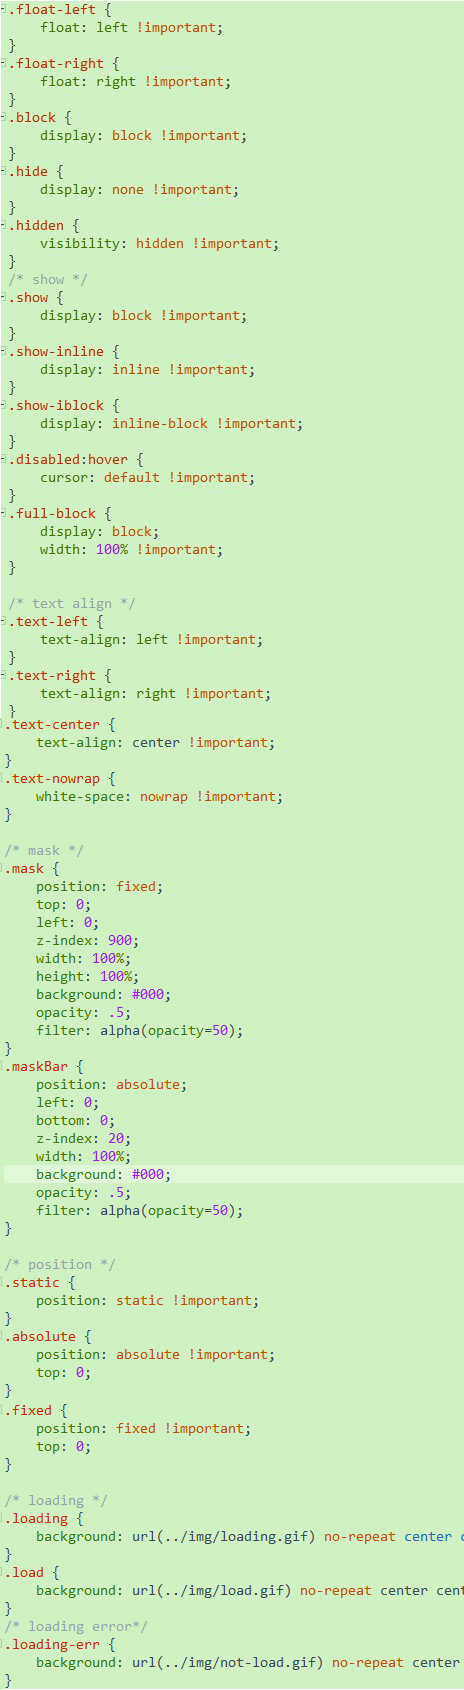 .float-left {
    float: left !important;
}
.float-right {
    float: right !important;
}
.block {
    display: block !important;
}
.hide {
    display: none !important;
}
.hidden {
    visibility: hidden !important;
}
/* show */
.show {
    display: block !important;
}
.show-inline {
    display: inline !important;
}
.show-iblock {
    display: inline-block !important;
}
.disabled:hover {
    cursor: default !important;
}
.full-block {
    display: block;
    width: 100% !important;
}

/* text align */
.text-left {
    text-align: left !important;
}
.text-right {
    text-align: right !important;
}
.text-center {
    text-align: center !important;
}
.text-nowrap {
    white-space: nowrap !important;
}

/* mask */
.mask {
    position: fixed;
    top: 0;
    left: 0;
    z-index: 900;
    width: 100%;
    height: 100%;
    background: #000;
    opacity: .5;
    filter: alpha(opacity=50);
}
.maskBar {
    position: absolute;
    left: 0;
    bottom: 0;
    z-index: 20;
    width: 100%;
    background: #000;
    opacity: .5;
    filter: alpha(opacity=50);
}

/* position */
.static {
    position: static !important;
}
.absolute {
    position: absolute !important;
    top: 0;
}
.fixed {
    position: fixed !important;
    top: 0;
}

/* loading */
.loading {
    background: url(../img/loading.gif) no-repeat center
}
.load {
    background: url(../img/load.gif) no-repeat center cent
}
/* loading error*/
.loading-err {
    background: url(../img/not-load.gif) no-repeat center
}